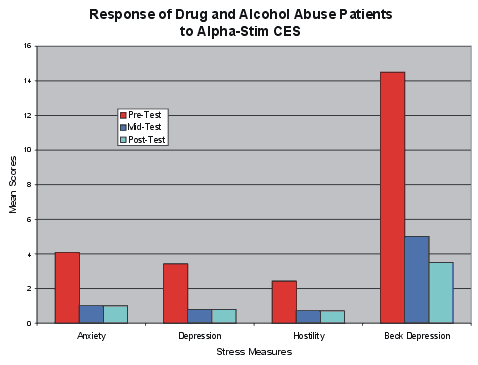 Response of Drug and Alcohol Abuse Patients
to Alpha-Stim CES
16
14
12
10
8
6
4
2
0
Mean Scores
Pre-Test
Mid-Test
Post-Test
Anxiety
Depression
Hostility
Beck Depression
Stress Measures